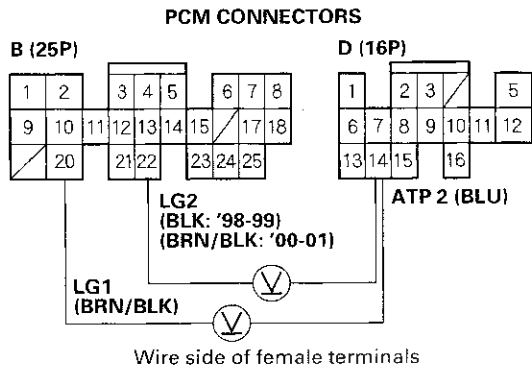 PCM CONNECTORS
B (25P)
D (16P)
1 2 3 4 5 6 7 8
9 10 11 12 13 14 15 17 18
20 21 22 23 24 25
1 2 3 5
6 7 8 9 10 11 12
13 14 15 16
LG2
(BLK: '98-99)
(BRN/BLK: '00-01)
ATP 2 (BLU)
LG1
(BRN/BLK)
V
V
Wire side of female terminals